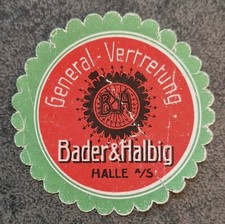 General-Vertretung
B&H
Bader & Halbig
HALLE a/S